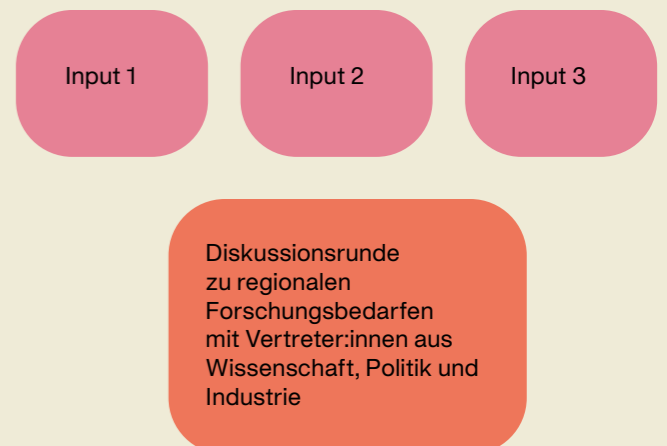 Input 1
Input 2
Input 3
Diskussionsrunde
zu regionalen
Forschungsbedarfen
mit Vertreter:innen aus
Wissenschaft, Politik und
Industrie